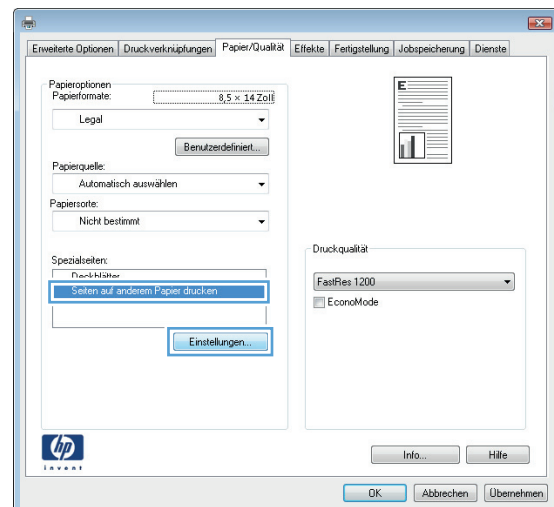 Erweiterte Optionen Druckverknüpfungen Papier/Qualität Effekte Fertigstellung Jobspeicherung Dienste
Papieroptionen
Papierformate: 8,5 × 14 Zoll
Legal
Benutzerdefiniert...
Papierquelle:
Automatisch auswählen
Papiersorte:
Nicht bestimmt
Spezialseiten:
Deckblätter
Seiten auf anderem Papier drucken
Einstellungen...
E
Druckqualität
FastRes 1200
EconoMode
hp
invent
Info... Hilfe
OK Abbrechen Übernehmen